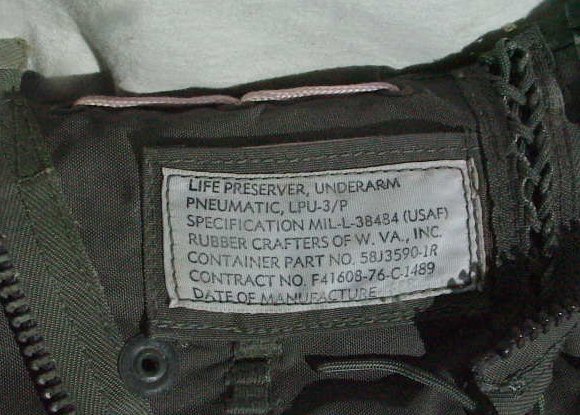 LIFE PRESERVER, UNDERARM
PNEUMATIC, LPU-3/P
SPECIFICATION MIL-L-38484 (USAF)
RUBBER CRAFTERS OF W. VA., INC.
CONTAINER PART NO. 58J3590-1R
CONTRACT NO. F41608-76-C-1489
DATE OF MANUFACTURE